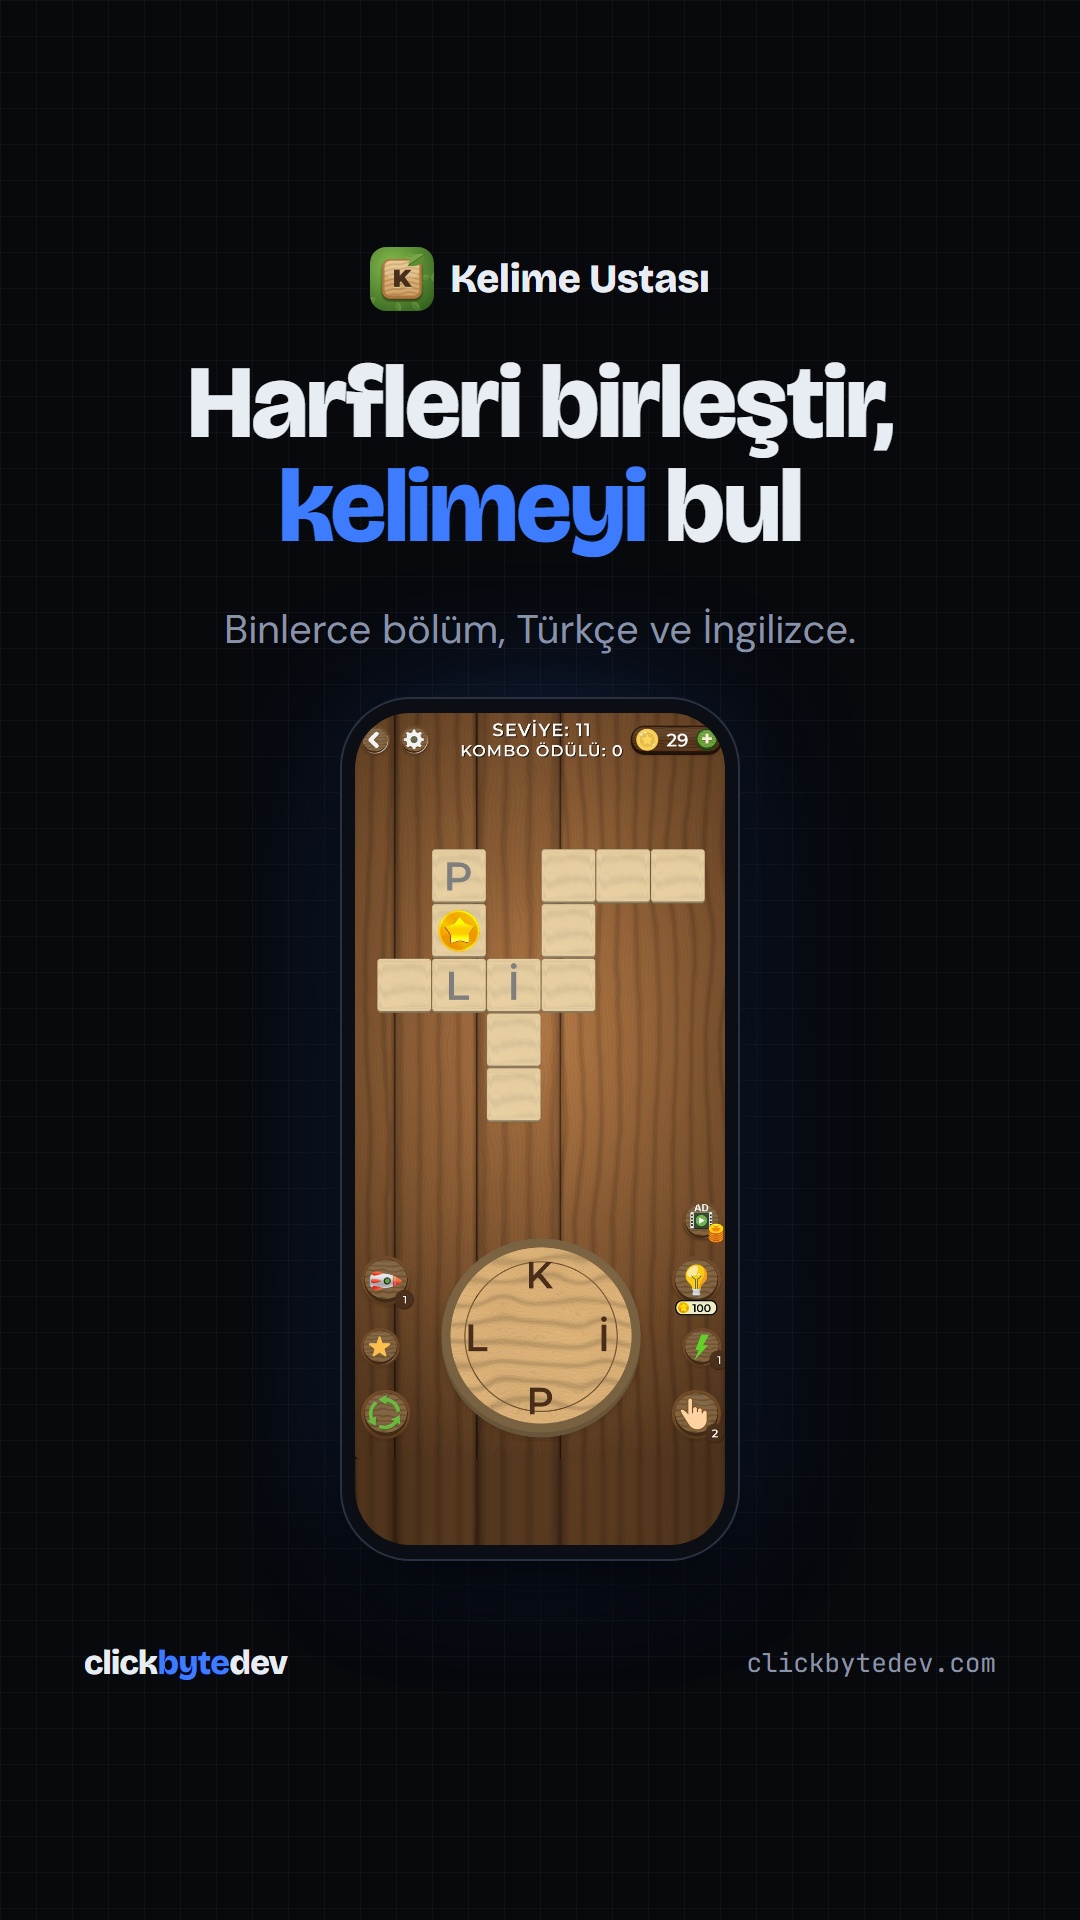 K
Kelime Ustası
Harfleri birleştir,
kelimeyi bul
Binlerce bölüm, Türkçe ve İngilizce.
SEVİYE: 11
KOMBO ÖDÜLÜ: 0
29
P
L İ
AD
1
100
K
L İ
P
1
2
clickbytedev
clickbytedev.com